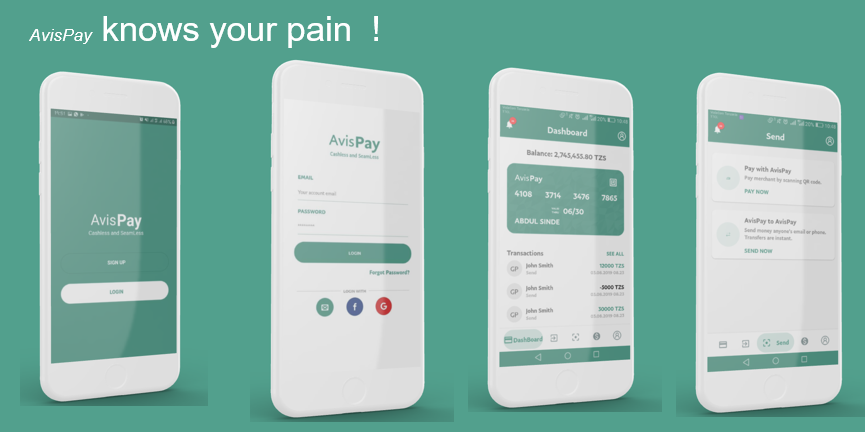 AvisPay knows your pain !
AvisPay
Cashless and Seamless
SIGN UP
LOGIN
AvisPay
Cashless and Seamless
EMAIL
Your account email
PASSWORD
LOGIN
Forgot Password?
LOGIN WITH
f
G
Dashboard
Balance: 2,745,455.80 TZS
AvisPay
4108 3714 3476 7865
06/30
ABDUL SINDE
Transactions SEE ALL
GP John Smith 12000 TZS
Send
GP John Smith -5000 TZS
Send
GP John Smith 50000 TZS
Send
DashBoard
Send
Pay with AvisPay
Pay merchant by scanning QR code.
PAY NOW
AvisPay to AvisPay
Send money anyone's email or phone.
Transfers are instant.
SEND NOW
Send